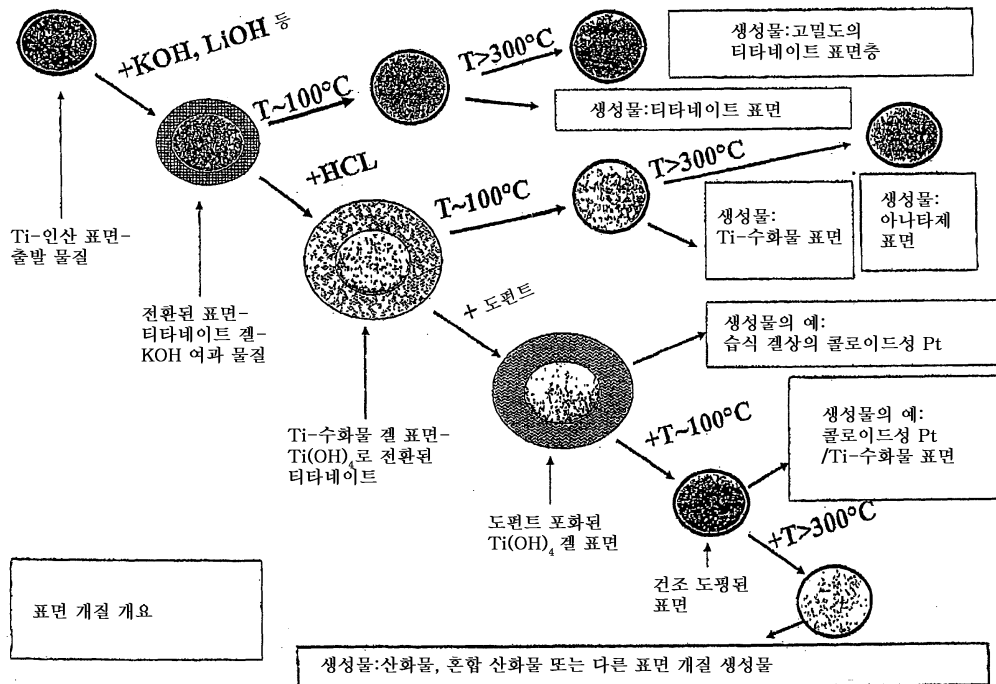 +KOH, LiOH 등
T~100°C
T>300°C
생성물:고밀도의
티타네이트 표면층
생성물:티타네이트 표면
Ti-인산 표면-
출발 물질
+HCL
T~100°C
T>300°C
생성물:
Ti-수화물 표면
생성물:
아나타제
표면
전환된 표면-
티타네이트 겔-
KOH 여과 물질
+ 도펀트
생성물의 예:
습식 겔상의 콜로이드성 Pt
Ti-수화물 겔 표면-
Ti(OH)₄로 전환된
티타네이트
+T~100°C
생성물의 예:
콜로이드성 Pt
/Ti-수화물 표면
도펀트 포화된
Ti(OH)₄ 겔 표면
+T>300°C
건조 도핑된
표면
표면 개질 개요
생성물:산화물, 혼합 산화물 또는 다른 표면 개질 생성물